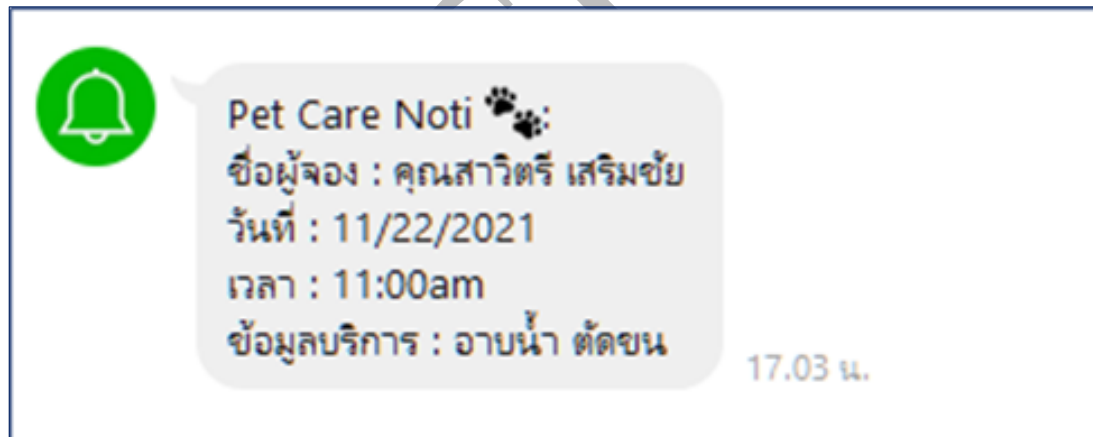 Pet Care Noti 🐾:
ชื่อผู้จอง : คุณสาวิตรี เสริมชัย
วันที่ : 11/22/2021
เวลา : 11:00am
ข้อมูลบริการ : อาบน้ำ ตัดขน
17.03 น.